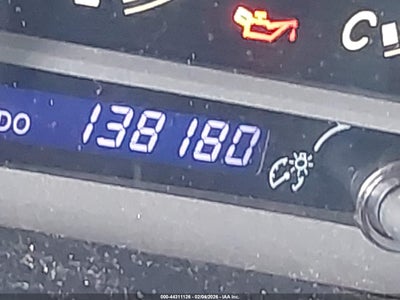 C
DO 138180
000-44311126 - 02/04/2026 - IAA Inc.